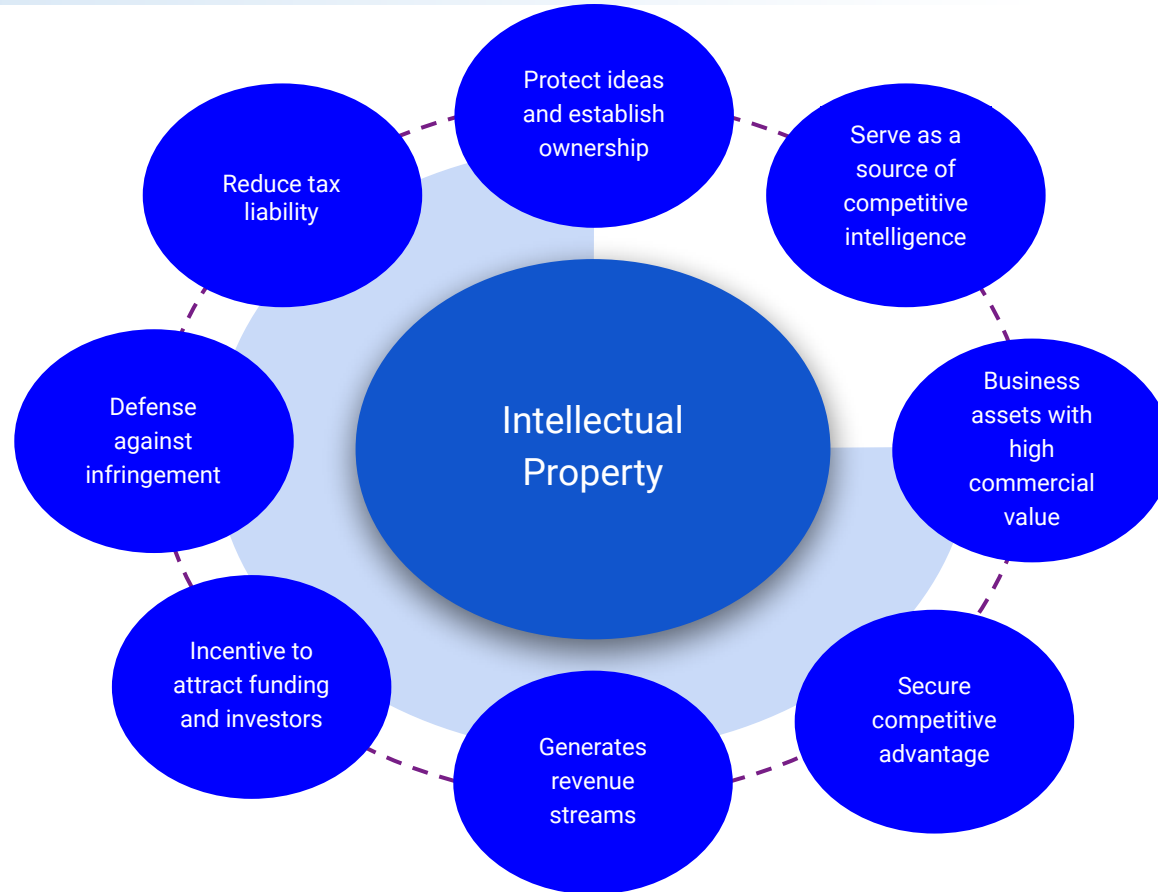 Protect ideas
and establish
ownership
Serve as a
source of
competitive
intelligence
Business
assets with
high
commercial
value
Secure
competitive
advantage
Generates
revenue
streams
Incentive to
attract funding
and investors
Defense
against
infringement
Reduce tax
liability
Intellectual
Property